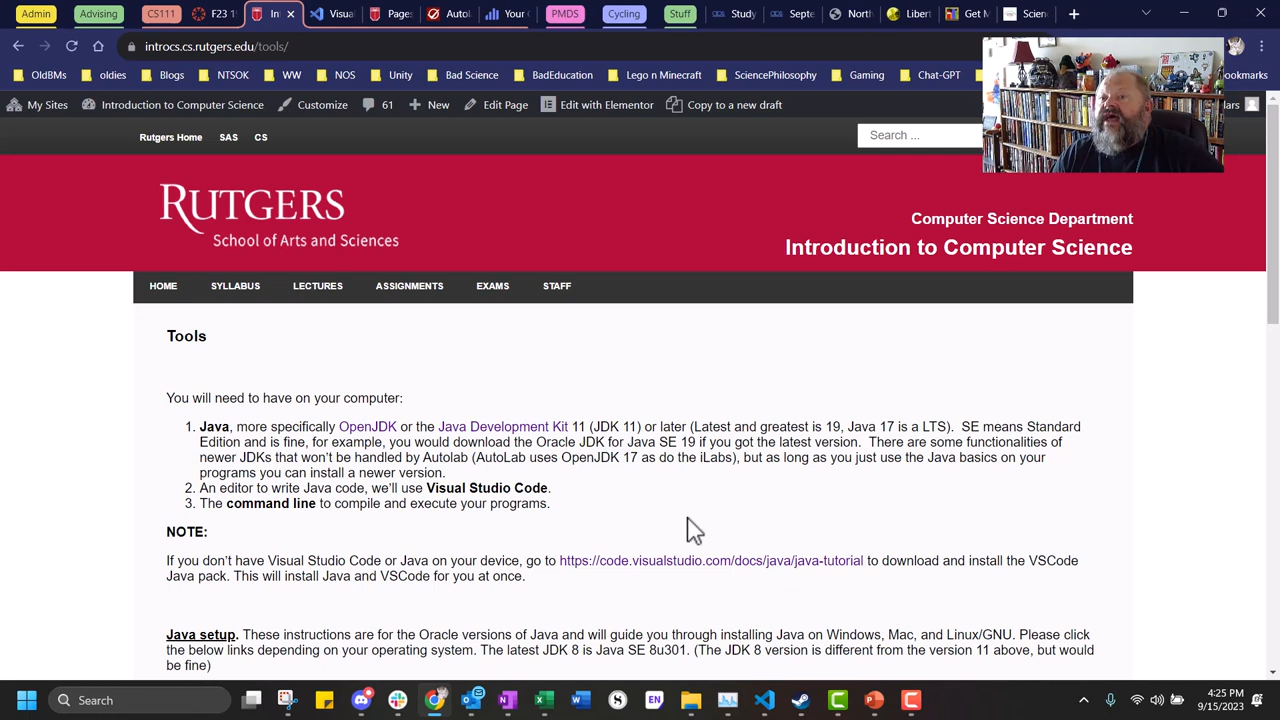 Admin
Advising
CS111
F23 1
In
Visual
Pages
Autol
Your
PMDS
Cycling
Stuff
Study
Septe
North
Libert
Get M
Scien
introcs.cs.rutgers.edu/tools/
OldBMs
oldies
Blogs
NTSOK
WW
NOS
Unity
Bad Science
BadEducation
Lego n Minecraft
SciencePhilosophy
Gaming
Chat-GPT
ookmarks
My Sites
Introduction to Computer Science
Customize
61
New
Edit Page
Edit with Elementor
Copy to a new draft
Rutgers Home
SAS
CS
Search ...
RUTGERS
School of Arts and Sciences
Computer Science Department
Introduction to Computer Science
HOME
SYLLABUS
LECTURES
ASSIGNMENTS
EXAMS
STAFF
Tools
You will need to have on your computer:
1. Java, more specifically OpenJDK or the Java Development Kit 11 (JDK 11) or later (Latest and greatest is 19, Java 17 is a LTS).  SE means Standard
Edition and is fine, for example, you would download the Oracle JDK for Java SE 19 if you got the latest version.  There are some functionalities of
newer JDKs that won't be handled by Autolab (AutoLab uses OpenJDK 17 as do the iLabs), but as long as you just use the Java basics on your
programs you can install a newer version.
2. An editor to write Java code, we'll use Visual Studio Code.
3. The command line to compile and execute your programs.
NOTE:
If you don't have Visual Studio Code or Java on your device, go to https://code.visualstudio.com/docs/java/java-tutorial to download and install the VSCode
Java pack. This will install Java and VSCode for you at once.
Java setup. These instructions are for the Oracle versions of Java and will guide you through installing Java on Windows, Mac, and Linux/GNU. Please click
the below links depending on your operating system. The latest JDK 8 is Java SE 8u301. (The JDK 8 version is different from the version 11 above, but would
be fine)
Search
EN
4:25 PM
9/15/2023